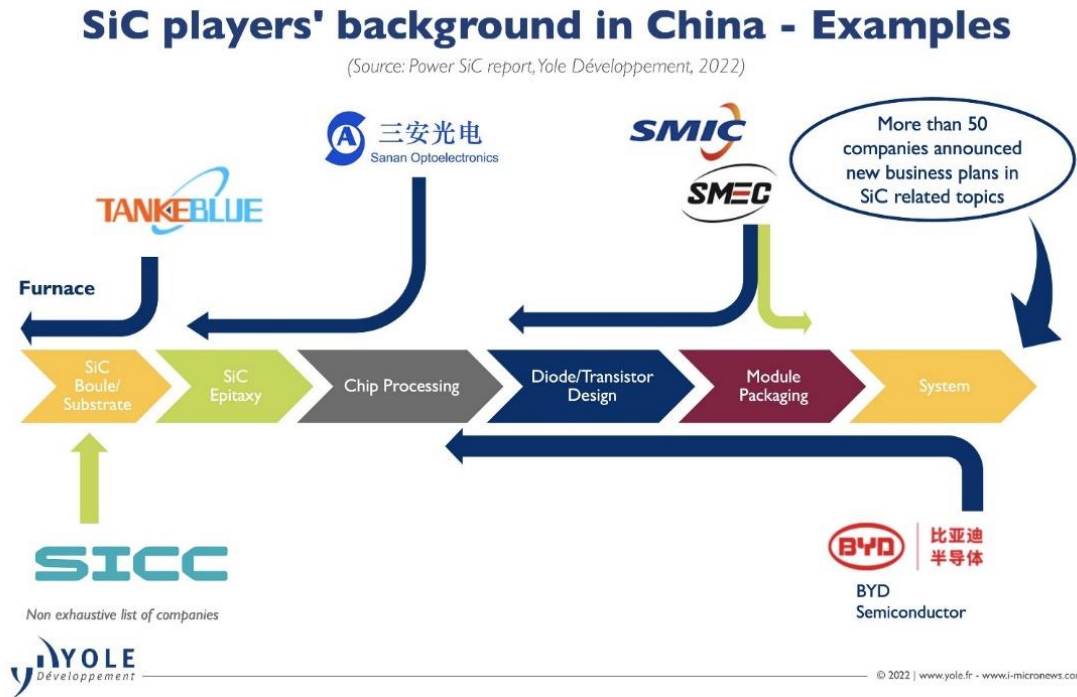 SiC players' background in China - Examples
(Source: Power SiC report, Yole Développement, 2022)
三安光电
Sanan Optoelectronics
SMIC
SMEC
More than 50
companies announced
new business plans in
SiC related topics
TANKEBLUE
Furnace
SiC
Boule/
Substrate
SiC
Epitaxy
Chip Processing
Diode/Transistor
Design
Module
Packaging
System
SICC
BYD
比亚迪
半导体
BYD
Semiconductor
Non exhaustive list of companies
YOLE
Développement
© 2022 | www.yole.fr - www.i-micronews.com